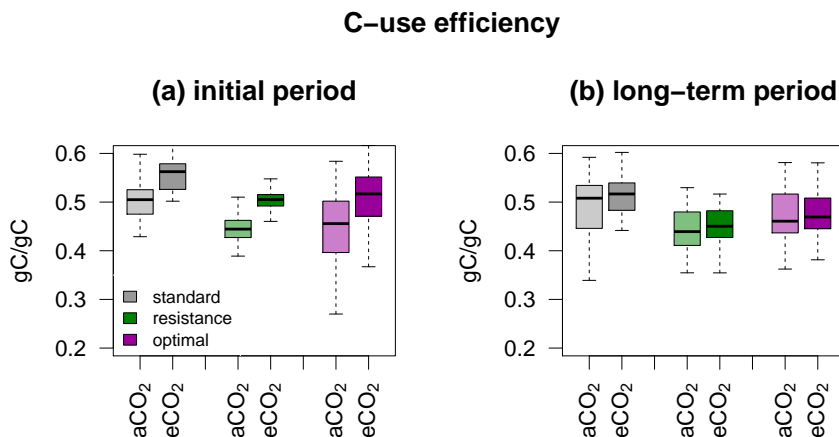 C−use efficiency
(a) initial period
(b) long−term period
gC/gC
0.6
0.5
0.4
0.3
0.2
standard
resistance
optimal
aCO₂
eCO₂
aCO₂
eCO₂
aCO₂
eCO₂
gC/gC
0.6
0.5
0.4
0.3
0.2
aCO₂
eCO₂
aCO₂
eCO₂
aCO₂
eCO₂